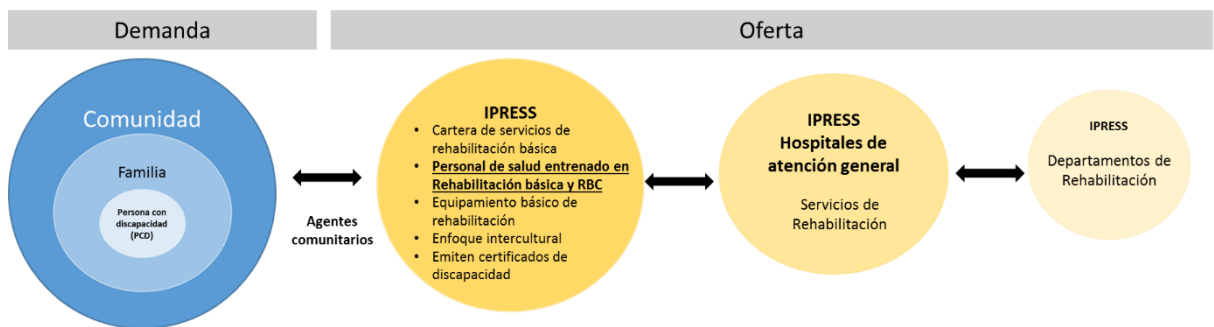 Demanda
Oferta
Comunidad
Familia
Persona con
discapacidad
(PCD)
Agentes
comunitarios
IPRESS
• Cartera de servicios de
rehabilitación básica
• Personal de salud entrenado en
Rehabilitación básica y RBC
• Equipamiento básico de
rehabilitación
• Enfoque intercultural
• Emiten certificados de
discapacidad
IPRESS
Hospitales de
atención general
Servicios de
Rehabilitación
IPRESS
Departamentos de
Rehabilitación